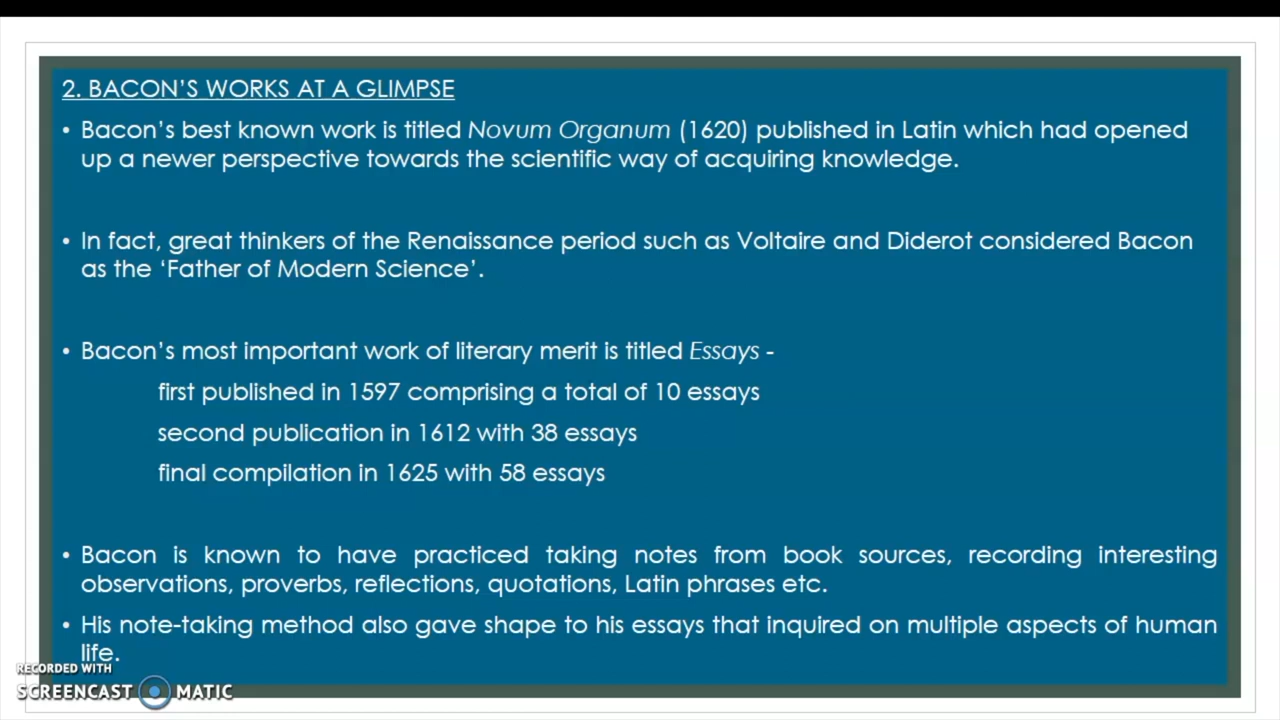 2. BACON'S WORKS AT A GLIMPSE
• Bacon's best known work is titled Novum Organum (1620) published in Latin which had opened
up a newer perspective towards the scientific way of acquiring knowledge.
• In fact, great thinkers of the Renaissance period such as Voltaire and Diderot considered Bacon
as the 'Father of Modern Science'.
• Bacon's most important work of literary merit is titled Essays -
first published in 1597 comprising a total of 10 essays
second publication in 1612 with 38 essays
final compilation in 1625 with 58 essays
• Bacon is known to have practiced taking notes from book sources, recording interesting
observations, proverbs, reflections, quotations, Latin phrases etc.
• His note-taking method also gave shape to his essays that inquired on multiple aspects of human
life.
RECORDED WITH
SCREENCAST MATIC